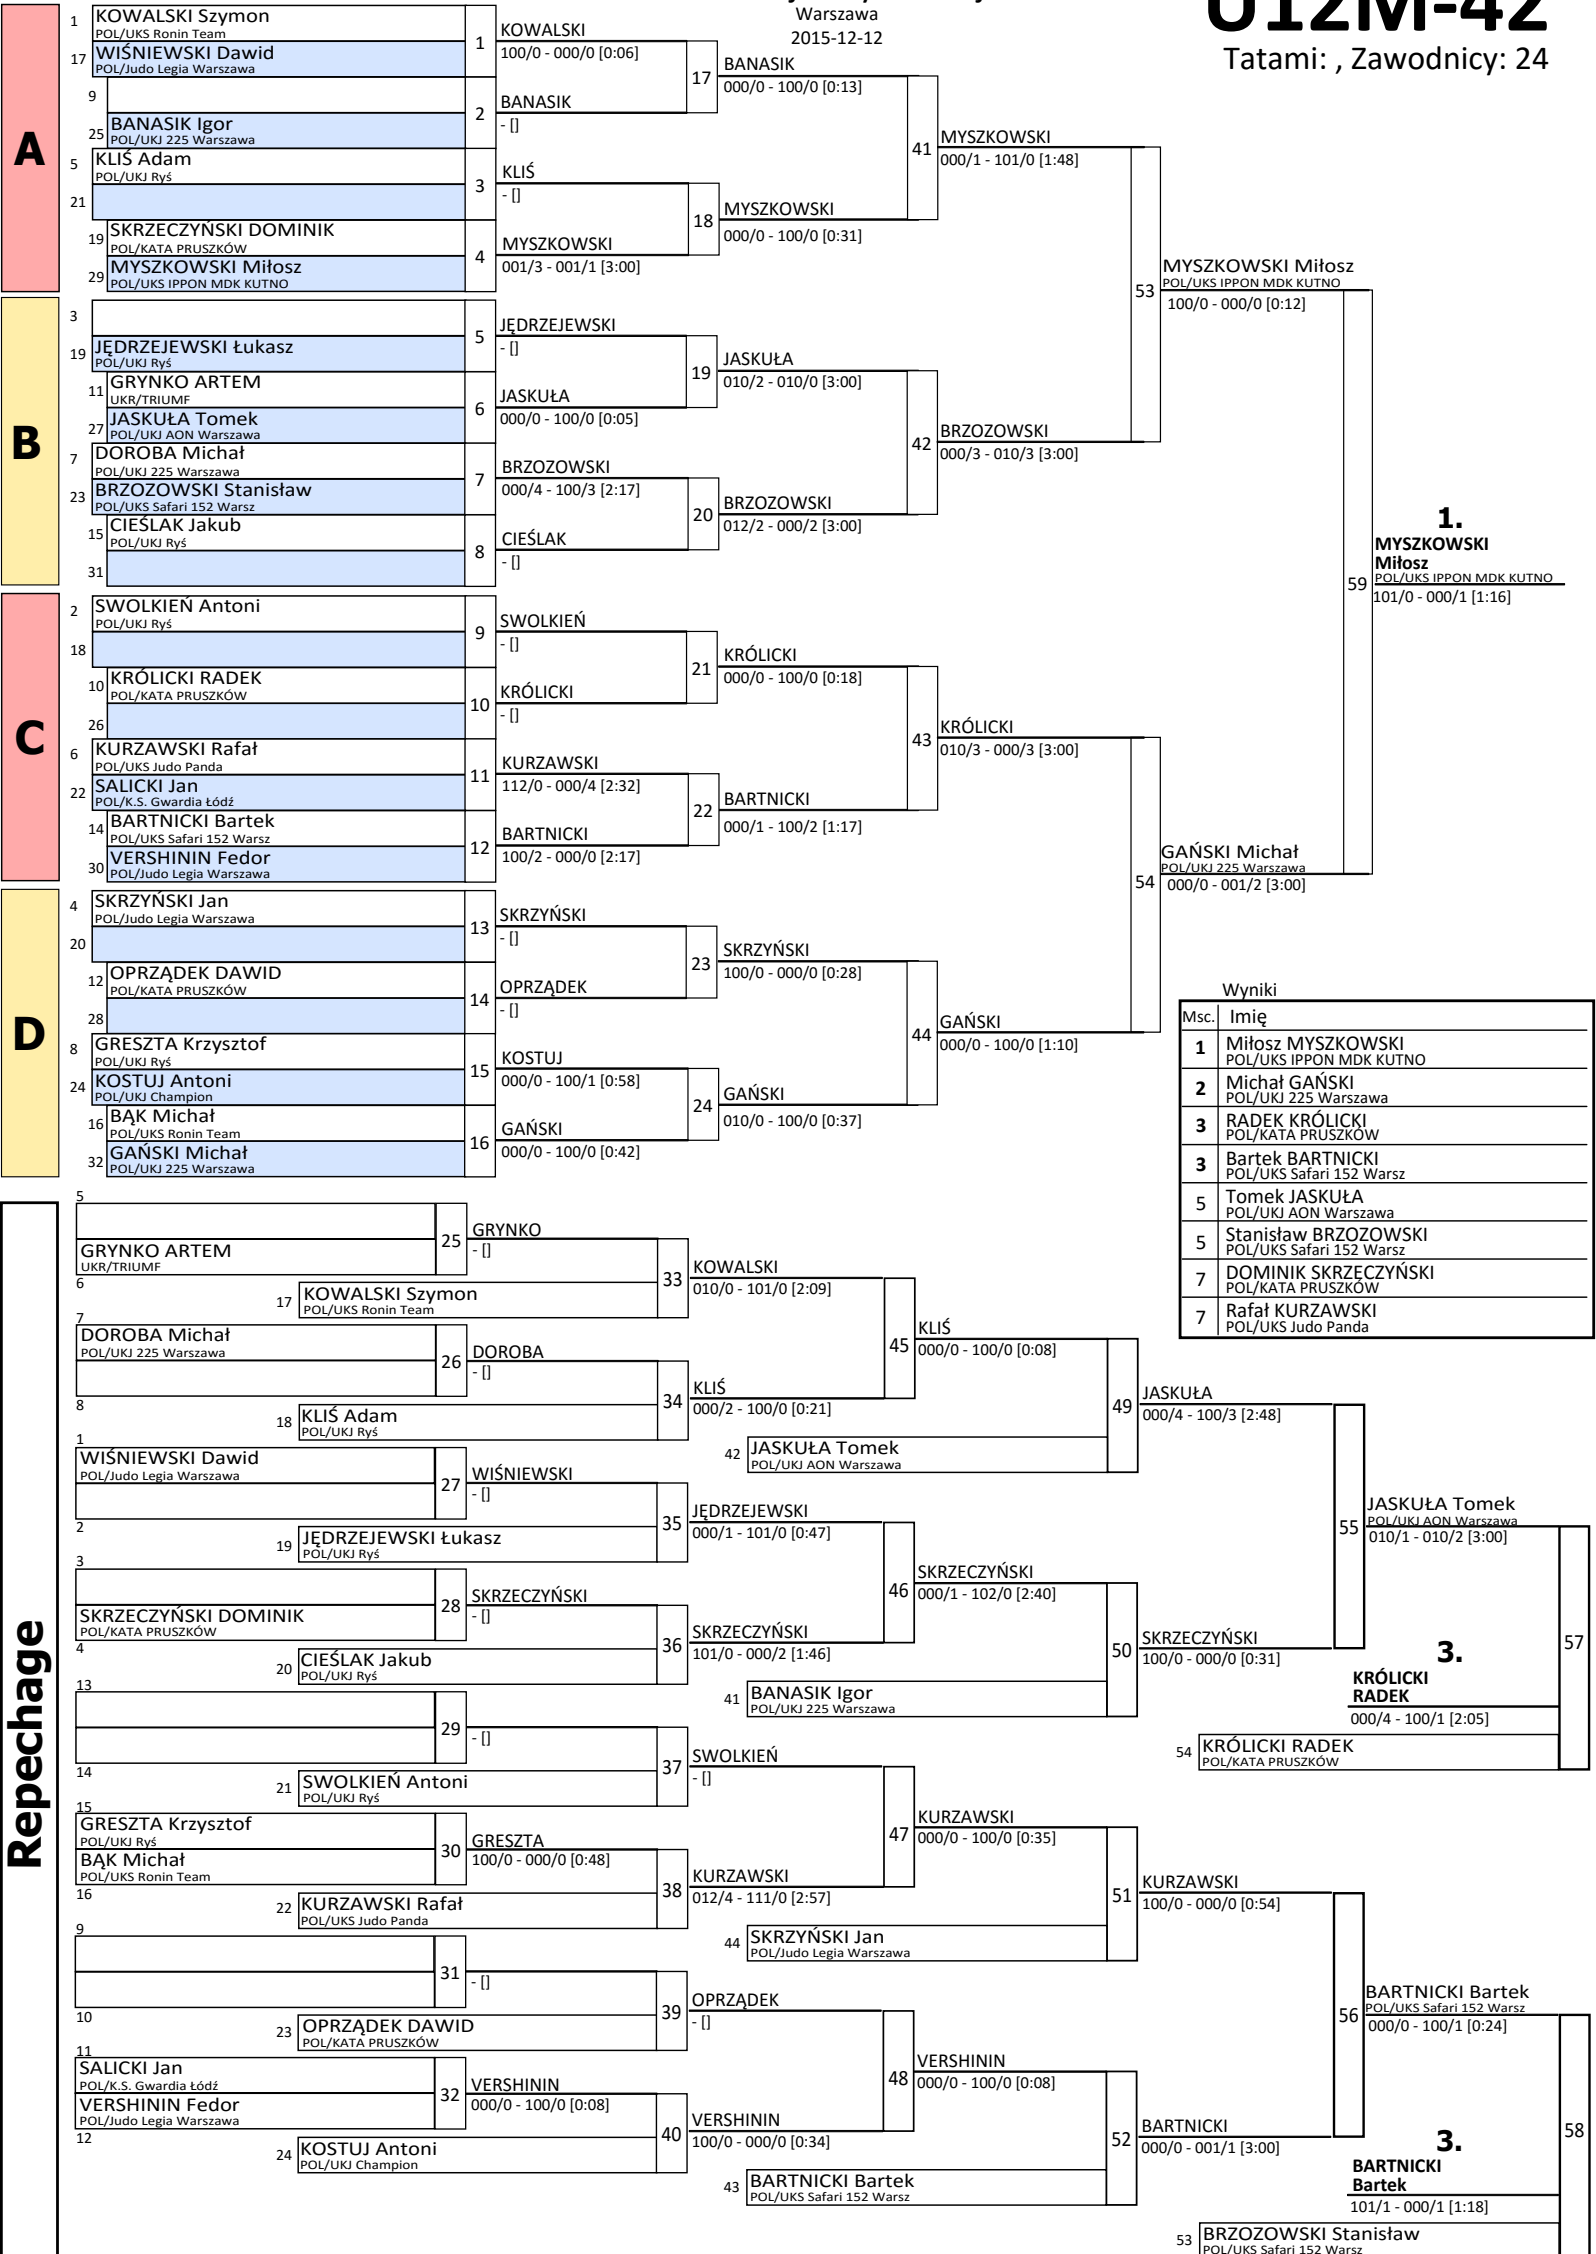 Warszawa
2015-12-12
U12M-42
Tatami: , Zawodnicy: 24
A
1 KOWALSKI Szymon
POL/UKS Ronin Team
17 WIŚNIEWSKI Dawid
POL/Judo Legia Warszawa
9
25 BANASIK Igor
POL/UKJ 225 Warszawa
5 KLIŚ Adam
POL/UKJ Ryś
21
19 SKRZECZYŃSKI DOMINIK
POL/KATA PRUSZKÓW
29 MYSZKOWSKI Miłosz
POL/UKS IPPON MDK KUTNO
B
3
19 JĘDRZEJEWSKI Łukasz
POL/UKJ Ryś
11 GRYNKO ARTEM
UKR/TRIUMF
27 JASKUŁA Tomek
POL/UKJ AON Warszawa
7 DOROBA Michał
POL/UKJ 225 Warszawa
23 BRZOZOWSKI Stanisław
POL/UKS Safari 152 Warsz
15 CIEŚLAK Jakub
POL/UKJ Ryś
31
C
2 SWOLKIEŃ Antoni
POL/UKJ Ryś
18
10 KRÓLICKI RADEK
POL/KATA PRUSZKÓW
26
6 KURZAWSKI Rafał
POL/UKS Judo Panda
22 SALICKI Jan
POL/K.S. Gwardia Łódź
14 BARTNICKI Bartek
POL/UKS Safari 152 Warsz
30 VERSHININ Fedor
POL/Judo Legia Warszawa
D
4 SKRZYŃSKI Jan
POL/Judo Legia Warszawa
20
12 OPRZĄDEK DAWID
POL/KATA PRUSZKÓW
28
8 GRESZTA Krzysztof
POL/UKJ Ryś
24 KOSTUJ Antoni
POL/UKJ Champion
16 BĄK Michał
POL/UKS Ronin Team
32 GAŃSKI Michał
POL/UKJ 225 Warszawa
1 KOWALSKI
100/0 - 000/0 [0:06]
2 BANASIK
- []
3 KLIŚ
- []
4 MYSZKOWSKI
001/3 - 001/1 [3:00]
5 JĘDRZEJEWSKI
- []
6 JASKUŁA
000/0 - 100/0 [0:05]
7 BRZOZOWSKI
000/4 - 100/3 [2:17]
8 CIEŚLAK
- []
9 SWOLKIEŃ
- []
10 KRÓLICKI
- []
11 KURZAWSKI
112/0 - 000/4 [2:32]
12 BARTNICKI
100/2 - 000/0 [2:17]
13 SKRZYŃSKI
- []
14 OPRZĄDEK
- []
15 KOSTUJ
000/0 - 100/1 [0:58]
16 GAŃSKI
000/0 - 100/0 [0:42]
17 BANASIK
000/0 - 100/0 [0:13]
18 MYSZKOWSKI
000/0 - 100/0 [0:31]
19 JASKUŁA
010/2 - 010/0 [3:00]
20 BRZOZOWSKI
012/2 - 000/2 [3:00]
21 KRÓLICKI
000/0 - 100/0 [0:18]
22 BARTNICKI
000/1 - 100/2 [1:17]
23 SKRZYŃSKI
100/0 - 000/0 [0:28]
24 GAŃSKI
010/0 - 100/0 [0:37]
41 MYSZKOWSKI
000/1 - 101/0 [1:48]
42 BRZOZOWSKI
000/3 - 010/3 [3:00]
43 KRÓLICKI
010/3 - 000/3 [3:00]
44 GAŃSKI
000/0 - 100/0 [1:10]
53 MYSZKOWSKI Miłosz
POL/UKS IPPON MDK KUTNO
100/0 - 000/0 [0:12]
54 GAŃSKI Michał
POL/UKJ 225 Warszawa
000/0 - 001/2 [3:00]
59
1.
MYSZKOWSKI
Miłosz
POL/UKS IPPON MDK KUTNO
101/0 - 000/1 [1:16]
Wyniki
Msc. Imię
1 Miłosz MYSZKOWSKI
POL/UKS IPPON MDK KUTNO
2 Michał GAŃSKI
POL/UKJ 225 Warszawa
3 RADEK KRÓLICKI
POL/KATA PRUSZKÓW
3 Bartek BARTNICKI
POL/UKS Safari 152 Warsz
5 Tomek JASKUŁA
POL/UKJ AON Warszawa
5 Stanisław BRZOZOWSKI
POL/UKS Safari 152 Warsz
7 DOMINIK SKRZECZYŃSKI
POL/KATA PRUSZKÓW
7 Rafał KURZAWSKI
POL/UKS Judo Panda
Repechage
5
GRYNKO ARTEM
UKR/TRIUMF
6
17 KOWALSKI Szymon
POL/UKS Ronin Team
7
DOROBA Michał
POL/UKJ 225 Warszawa
8
18 KLIŚ Adam
POL/UKJ Ryś
1
WIŚNIEWSKI Dawid
POL/Judo Legia Warszawa
2
19 JĘDRZEJEWSKI Łukasz
POL/UKJ Ryś
3
SKRZECZYŃSKI DOMINIK
POL/KATA PRUSZKÓW
4
20 CIEŚLAK Jakub
POL/UKJ Ryś
13
14
21 SWOLKIEŃ Antoni
POL/UKJ Ryś
15
GRESZTA Krzysztof
POL/UKJ Ryś
BĄK Michał
POL/UKS Ronin Team
16
22 KURZAWSKI Rafał
POL/UKS Judo Panda
9
10
23 OPRZĄDEK DAWID
POL/KATA PRUSZKÓW
11
SALICKI Jan
POL/K.S. Gwardia Łódź
VERSHININ Fedor
POL/Judo Legia Warszawa
12
24 KOSTUJ Antoni
POL/UKJ Champion
25 GRYNKO
- []
26 DOROBA
- []
27 WIŚNIEWSKI
- []
28 SKRZECZYŃSKI
- []
29
- []
30 GRESZTA
100/0 - 000/0 [0:48]
31
- []
32 VERSHININ
000/0 - 100/0 [0:08]
33 KOWALSKI
010/0 - 101/0 [2:09]
34 KLIŚ
000/2 - 100/0 [0:21]
42 JASKUŁA Tomek
POL/UKJ AON Warszawa
35 JĘDRZEJEWSKI
000/1 - 101/0 [0:47]
36 SKRZECZYŃSKI
101/0 - 000/2 [1:46]
41 BANASIK Igor
POL/UKJ 225 Warszawa
37 SWOLKIEŃ
- []
38 KURZAWSKI
012/4 - 111/0 [2:57]
44 SKRZYŃSKI Jan
POL/Judo Legia Warszawa
39 OPRZĄDEK
- []
40 VERSHININ
100/0 - 000/0 [0:34]
43 BARTNICKI Bartek
POL/UKS Safari 152 Warsz
45 KLIŚ
000/0 - 100/0 [0:08]
46 SKRZECZYŃSKI
000/1 - 102/0 [2:40]
47 KURZAWSKI
000/0 - 100/0 [0:35]
48 VERSHININ
000/0 - 100/0 [0:08]
49 JASKUŁA
000/4 - 100/3 [2:48]
50 SKRZECZYŃSKI
100/0 - 000/0 [0:31]
51 KURZAWSKI
100/0 - 000/0 [0:54]
52 BARTNICKI
000/0 - 001/1 [3:00]
55 JASKUŁA Tomek
POL/UKJ AON Warszawa
010/1 - 010/2 [3:00]
57
3.
KRÓLICKI
RADEK
000/4 - 100/1 [2:05]
54 KRÓLICKI RADEK
POL/KATA PRUSZKÓW
56 BARTNICKI Bartek
POL/UKS Safari 152 Warsz
000/0 - 100/1 [0:24]
58
3.
BARTNICKI
Bartek
101/1 - 000/1 [1:18]
53 BRZOZOWSKI Stanisław
POL/UKS Safari 152 Warsz